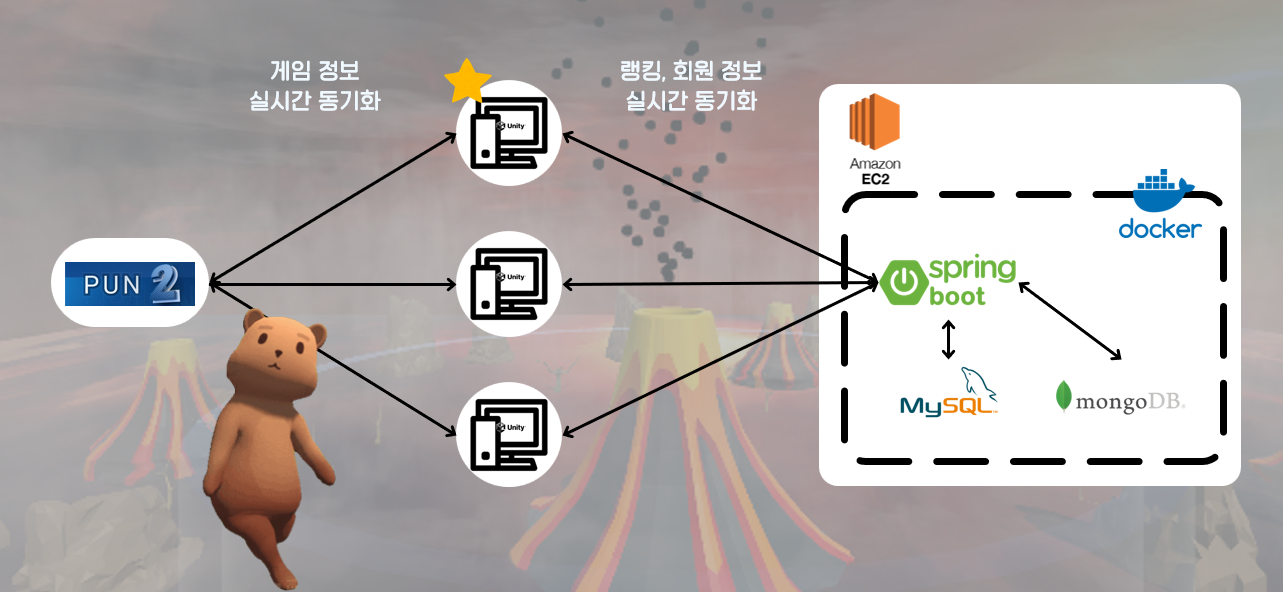 게임 정보
실시간 동기화
랭킹, 회원 정보
실시간 동기화
PUN 2
Unity
Unity
Unity
Amazon
EC2
docker
spring
boot
MySQL™
mongoDB®